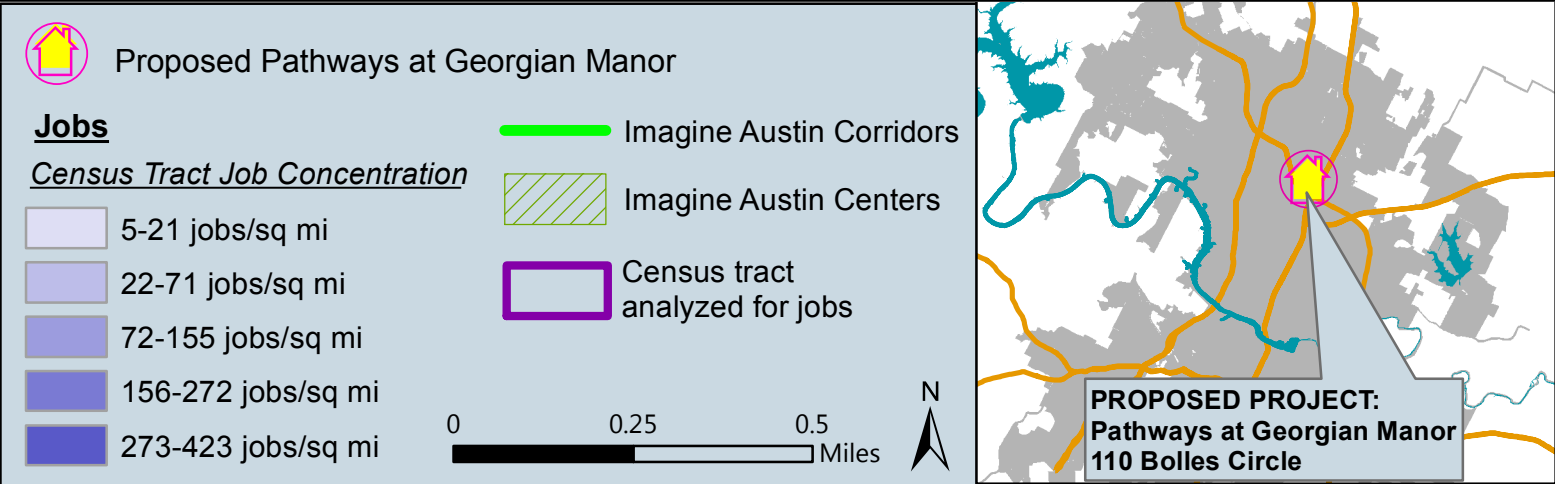 Proposed Pathways at Georgian Manor
Jobs
Census Tract Job Concentration
5-21 jobs/sq mi
22-71 jobs/sq mi
72-155 jobs/sq mi
156-272 jobs/sq mi
273-423 jobs/sq mi
Imagine Austin Corridors
Imagine Austin Centers
Census tract
analyzed for jobs
N
0 0.25 0.5
Miles
PROPOSED PROJECT:
Pathways at Georgian Manor
110 Bolles Circle